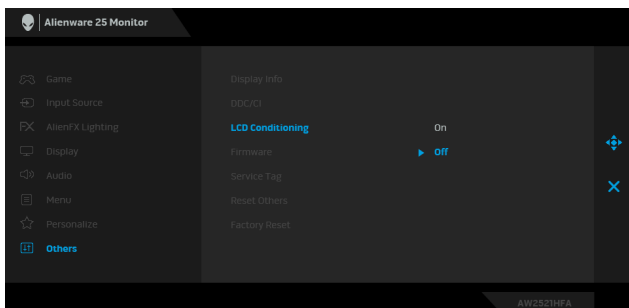 Alienware 25 Monitor
Game
Display Info
Input Source
DDC/CI
FX AlienFX Lighting
LCD Conditioning On
Display
Firmware Off
Audio
Service Tag
Menu
Reset Others
Personalize
Factory Reset
Others
AW2521HFA